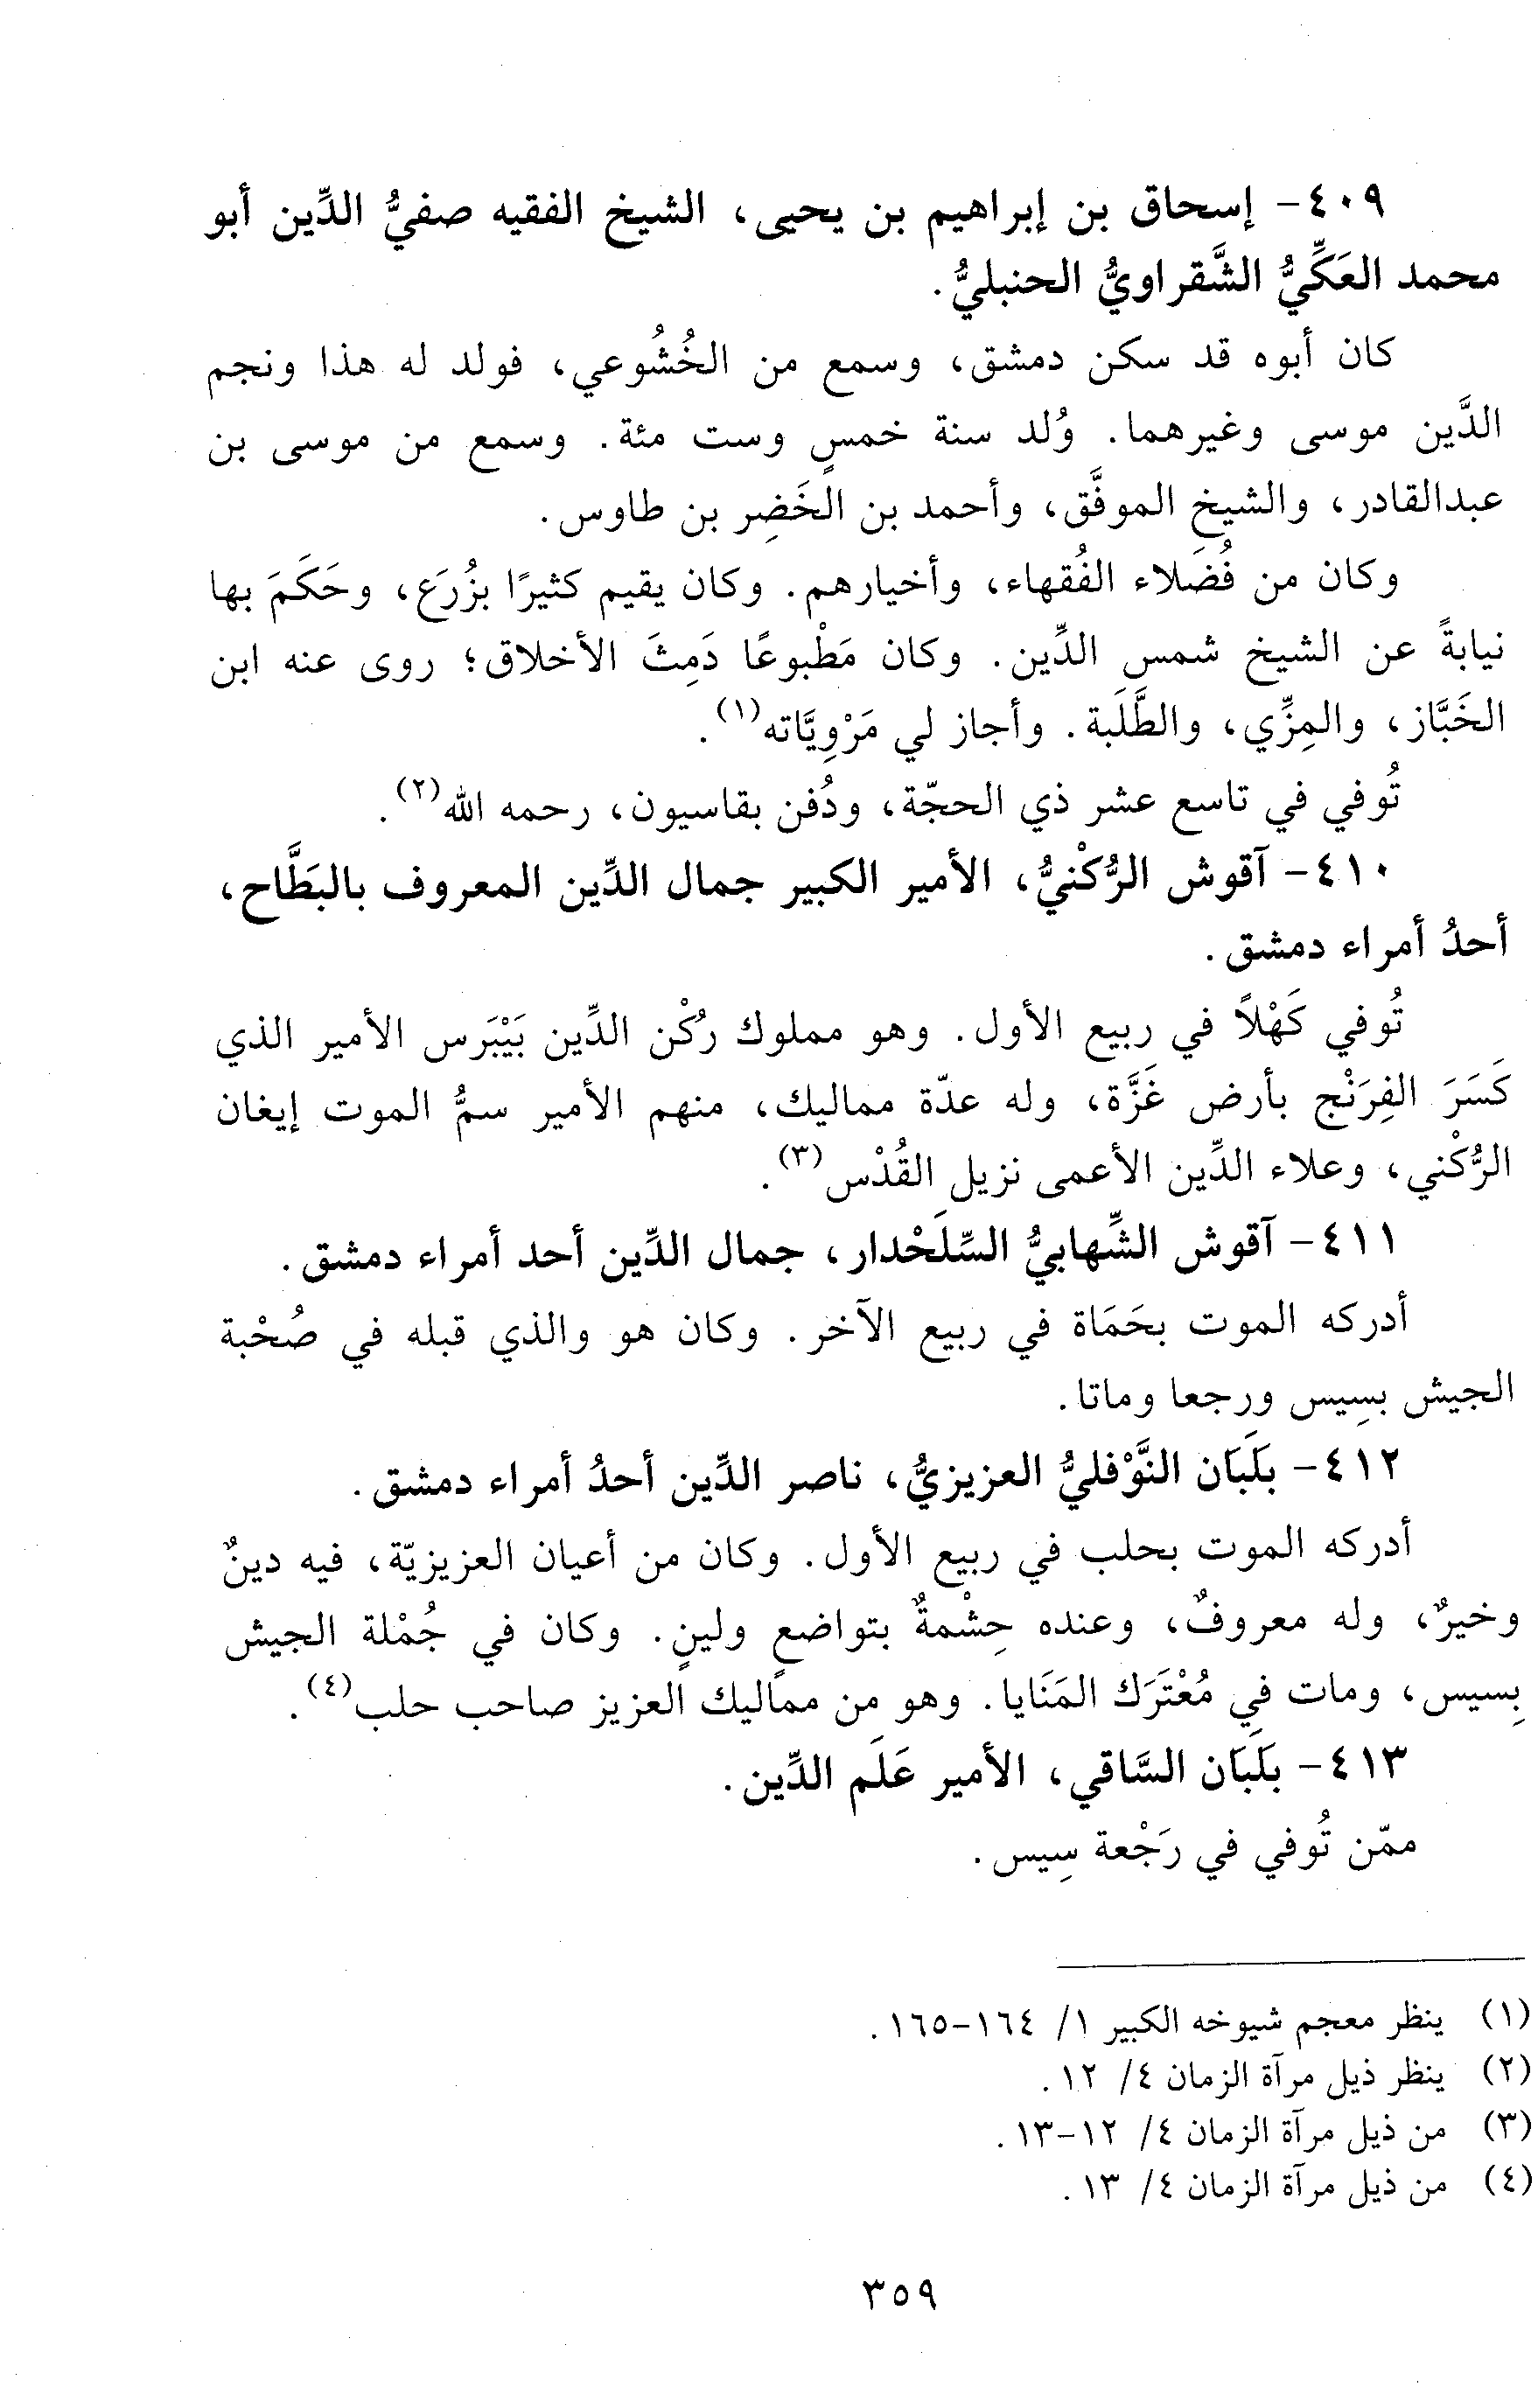 ٤٠٩- إسحاق بن إبراهيم بن يحيى، الشيخ الفقيه صفيُّ الدِّين أبو
محمد العَكِّيُّ الشَّقراويُّ الحنبليُّ.
كان أبوه قد سكن دمشق، وسمع من الخُشُوعي، فولد له هذا ونجم
الدَّين موسى وغيرهما. وُلد سنة خمسٍ وست مئة. وسمع من موسى بن
عبدالقادر، والشيخ الموفَّق، وأحمد بن الخَضِر بن طاوس.
وكان من فُضَلاء الفُقهاء، وأخيارهم. وكان يقيم كثيرًا بزُرَع، وحَكَمَ بها
نيابةً عن الشيخ شمس الدِّين. وكان مَطْبوعًا دَمِثَ الأخلاق؛ روى عنه ابن
الخَبَّاز، والمِزِّي، والطَّلَبة. وأجاز لي مَرْوِيَّاته(١).
تُوفي في تاسع عشر ذي الحجّة، ودُفن بقاسيون، رحمه الله(٢).
٤١٠- آقوش الرُّكْنيُّ، الأمير الكبير جمال الدِّين المعروف بالبَطَّاح،
أحدُ أمراء دمشق.
تُوفي كَهْلاً في ربيع الأول. وهو مملوك رُكْن الدِّين بَيْبَرس الأمير الذي
كَسَرَ الفِرَنْج بأرض غَزَّة، وله عدّة مماليك، منهم الأمير سمُّ الموت إيغان
الرُّكْني، وعلاء الدِّين الأعمى نزيل القُدْس(٣).
٤١١- آقوش الشِّهابيُّ السِّلَحْدار، جمال الدِّين أحد أمراء دمشق.
أدركه الموت بحَمَاة في ربيع الآخر. وكان هو والذي قبله في صُحْبة
الجيش بسِيس ورجعا وماتا.
٤١٢- بَلَبَان النَّوْفليُّ العزيزيُّ، ناصر الدِّين أحدُ أمراء دمشق.
أدركه الموت بحلب في ربيع الأول. وكان من أعيان العزيزيّة، فيه دينٌ
وخيرٌ، وله معروفٌ، وعنده حِشْمةٌ بتواضعٍ ولينٍ. وكان في جُمْلة الجيش
بِسيس، ومات في مُعْتَرَك المَنَايا. وهو من مماليك العزيز صاحب حلب(٤).
٤١٣- بَلَبَان السَّاقي، الأمير عَلَم الدِّين.
ممّن تُوفي في رَجْعة سِيس.
(١) ينظر معجم شيوخه الكبير ١/ ١٦٤-١٦٥.
(٢) ينظر ذيل مرآة الزمان ٤/ ١٢.
(٣) من ذيل مرآة الزمان ٤/ ١٢-١٣.
(٤) من ذيل مرآة الزمان ٤/ ١٣.
٣٥٩